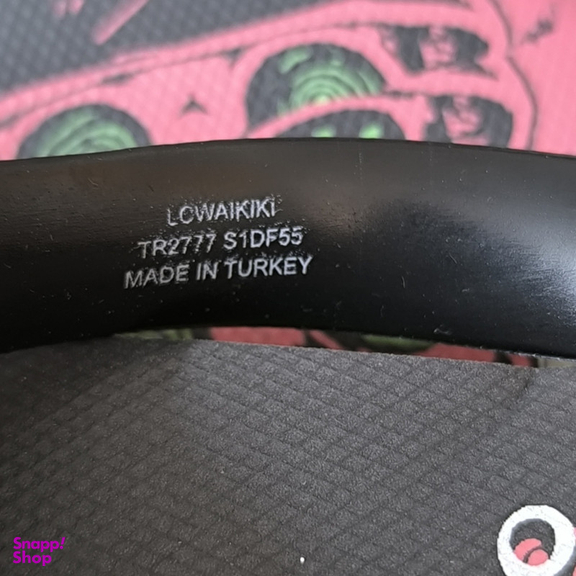 LCWAIKIKI
TR2777 S1DF55
MADE IN TURKEY
Snapp!
Shop